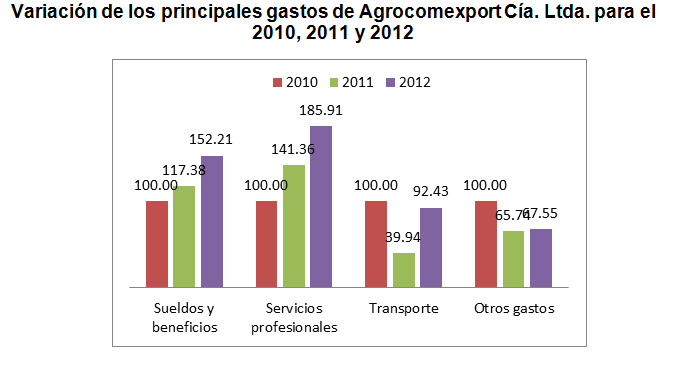 Variación de los principales gastos de Agrocomexport Cía. Ltda. para el
2010, 2011 y 2012
2010 2011 2012
100.00 117.38 152.21
100.00 141.36 185.91
100.00 39.94 92.43
100.00 65.74 67.55
Sueldos y
beneficios
Servicios
profesionales
Transporte
Otros gastos